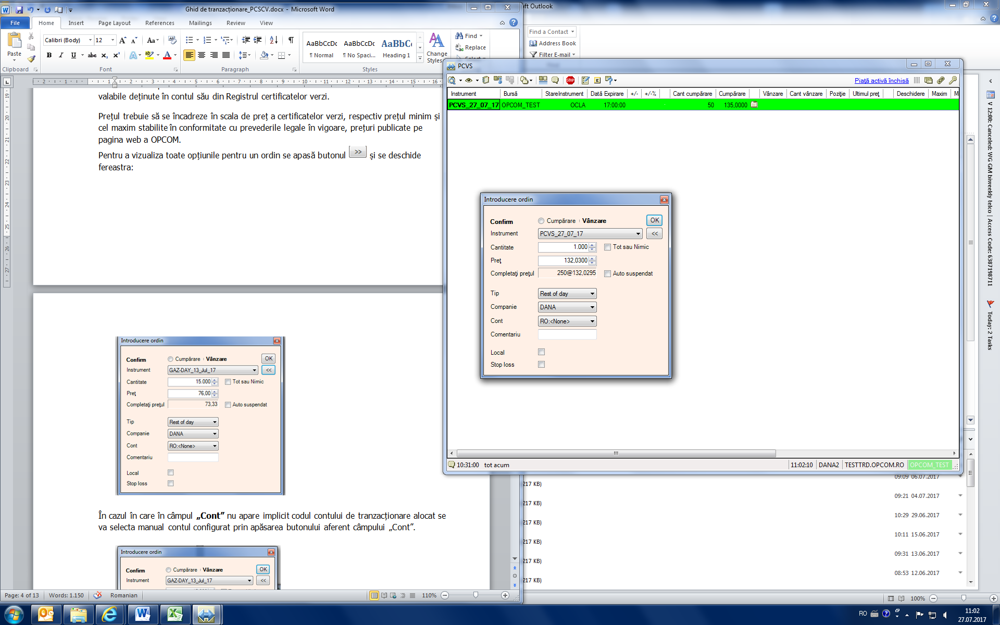 Ghid de tranzacționare_PCSCV.docx - Microsoft Word
File Home Insert Page Layout References Mailings Review View
Paste
Calibri (Body) 12
B I U abc
AaBbCcDc AaBbCcDc AaBbC
¶ Normal ¶ No Spaci... Heading 1
Change
Styles
Find
Replace
Clipboard Font Paragraph Styles
valabile deținute în contul său din Registrul certificatelor verzi.
Prețul trebuie să se încadreze în scala de preț a certificatelor verzi, respectiv prețul minim și
cel maxim stabilite în conformitate cu prevederile legale în vigoare, prețuri publicate pe
pagina web a OPCOM.
Pentru a vizualiza toate opțiunile pentru un ordin se apasă butonul >> și se deschide
fereastra:
Introducere ordin
Confirm Cumpărare Vânzare OK
Instrument GAZ-DAY_13_Jul_17 <<
Cantitate 15.000 Tot sau Nimic
Preţ 76,00
Completaţi preţul 73,33 Auto suspendat
Tip Rest of day
Companie DANA
Cont RO:<None>
Comentariu
Local
Stop loss
În cazul în care în câmpul „Cont” nu apare implicit codul contului de tranzacționare alocat se
va selecta manual contul configurat prin apăsarea butonului aferent câmpului „Cont”.
Introducere ordin
Confirm Cumpărare Vânzare OK
Instrument GAZ-DAY_13_Jul_17 <<
Page: 4 of 13 Words: 1.150 Romanian 110%
ft Outlook
Find a Contact
Address Book
Filter E-mail
PCVS
STOP
Piaţă activă închisă
Instrument Bursă StareInstrument Dată Expirare +/- +/-% Cant cumpărare Cumpărare Vânzare Cant vânzare Poziţie Ultimul preţ Deschidere Maxim M
PCVS_27_07_17 OPCOM_TEST OCLA 17:00:00 50 135,0000
Introducere ordin
Confirm Cumpărare Vânzare OK
Instrument PCVS_27_07_17 <<
Cantitate 1.000 Tot sau Nimic
Preţ 132,0300
Completaţi preţul 250@132,0295 Auto suspendat
Tip Rest of day
Companie DANA
Cont RO:<None>
Comentariu
Local
Stop loss
10:31:00 tot acum 11:02:10 DANA2 TESTTRD.OPCOM.RO OPCOM_TEST
09:09 06.07.2017
217 KB)
09:21 04.07.2017
217 KB)
10:29 29.06.2017
217 KB)
10:11 15.06.2017
217 KB)
09:31 13.06.2017
217 KB)
08:53 12.06.2017
217 KB)
12:00: Canceled: WG GM biweekly telco | Access Code: 6387198711
Today: 2 Tasks
100%
RO 11:02
27.07.2017